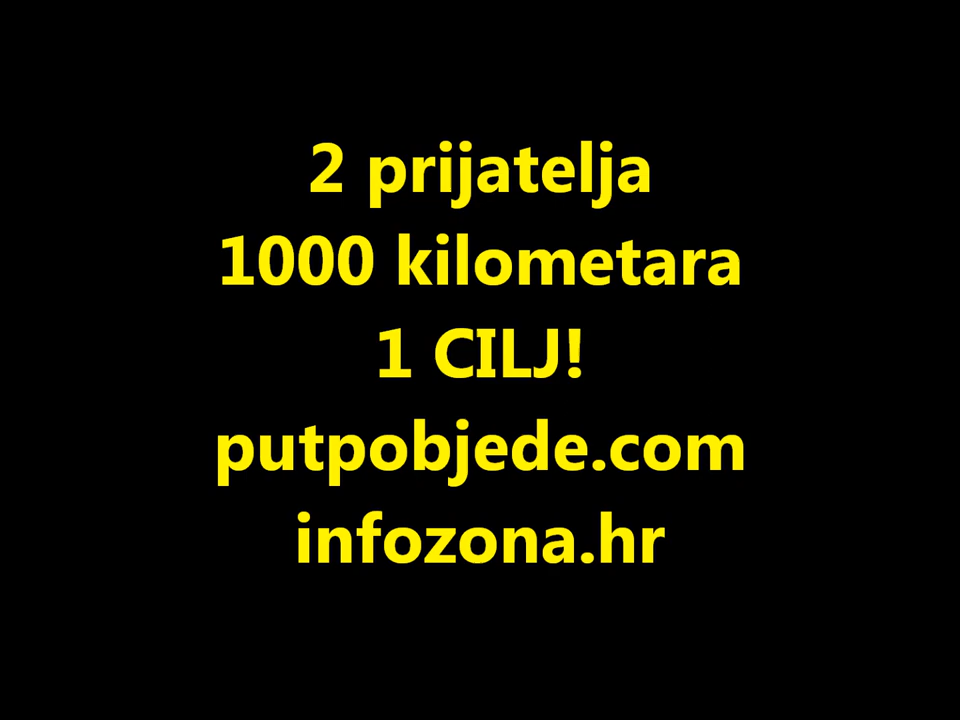 2 prijatelja
1000 kilometara
1 CILJ!
putpobjede.com
infozona.hr